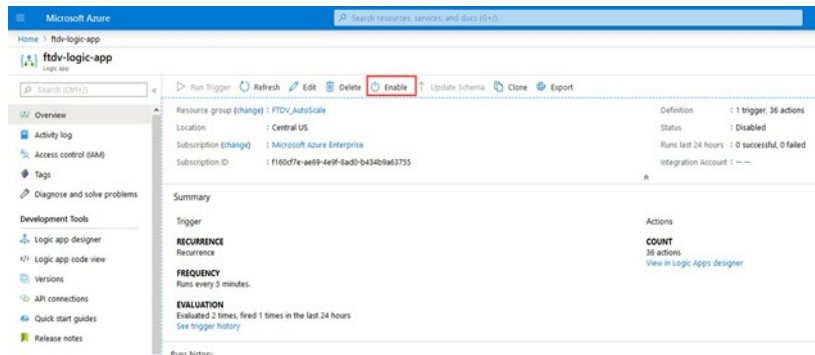 Microsoft Azure
Search resources, services, and docs (G+/)
Home > ftdv-logic-app
ftdv-logic-app
Logic app
Search (Ctrl+/)
Run Trigger Refresh Edit Delete Enable Update Schema Clone Export
Overview
Activity log
Access control (IAM)
Tags
Diagnose and solve problems
Development Tools
Logic app designer
Logic app code view
Versions
API connections
Quick start guides
Release notes
Resource group (change) : FTDV_AutoScale
Location : Central US
Subscription (change) : Microsoft Azure Enterprise
Subscription ID : f160cf7e-ae69-4e9f-8ad0-b434b9a63755
Definition : 1 trigger, 36 actions
Status : Disabled
Runs last 24 hours : 0 successful, 0 failed
Integration Account : -- --
Summary
Trigger
RECURRENCE
Recurrence
FREQUENCY
Runs every 5 minutes.
EVALUATION
Evaluated 2 times, fired 1 times in the last 24 hours
See trigger history
Actions
COUNT
36 actions
View in Logic Apps designer
Runs history